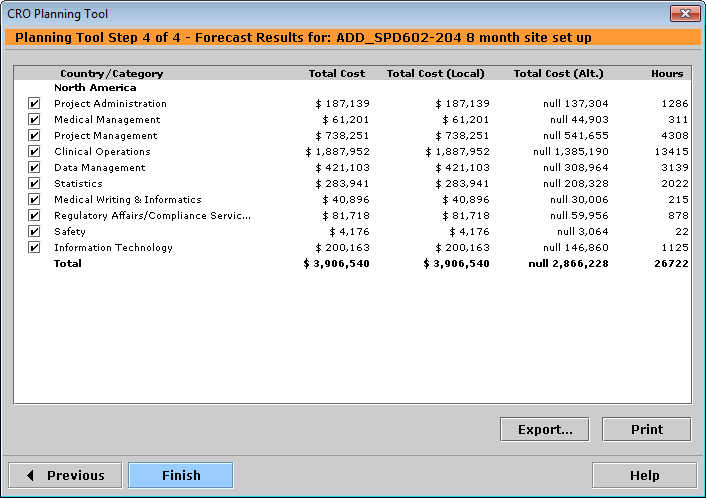 CRO Planning Tool
Planning Tool Step 4 of 4 - Forecast Results for: ADD_SPD602-204 8 month site set up
Country/Category Total Cost Total Cost (Local) Total Cost (Alt.) Hours
North America
Project Administration $ 187,139 $ 187,139 null 137,304 1286
Medical Management $ 61,201 $ 61,201 null 44,903 311
Project Management $ 738,251 $ 738,251 null 541,655 4308
Clinical Operations $ 1,887,952 $ 1,887,952 null 1,385,190 13415
Data Management $ 421,103 $ 421,103 null 308,964 3139
Statistics $ 283,941 $ 283,941 null 208,328 2022
Medical Writing & Informatics $ 40,896 $ 40,896 null 30,006 215
Regulatory Affairs/Compliance Servic... $ 81,718 $ 81,718 null 59,956 878
Safety $ 4,176 $ 4,176 null 3,064 22
Information Technology $ 200,163 $ 200,163 null 146,860 1125
Total $ 3,906,540 $ 3,906,540 null 2,866,228 26722
Export... Print
Previous Finish Help